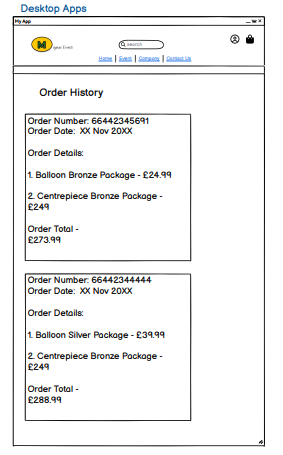 Desktop Apps
My App
M
gear Event
search
Home | Event | Company | Contact Us
Order History
Order Number: 66442345691
Order Date: XX Nov 20XX
Order Details:
1. Balloon Bronze Package - £24.99
2. Centrepiece Bronze Package -
£249
Order Total -
£273.99
Order Number: 66442344444
Order Date: XX Nov 20XX
Order Details:
1. Balloon Silver Package - £39.99
2. Centrepiece Bronze Package -
£249
Order Total -
£288.99